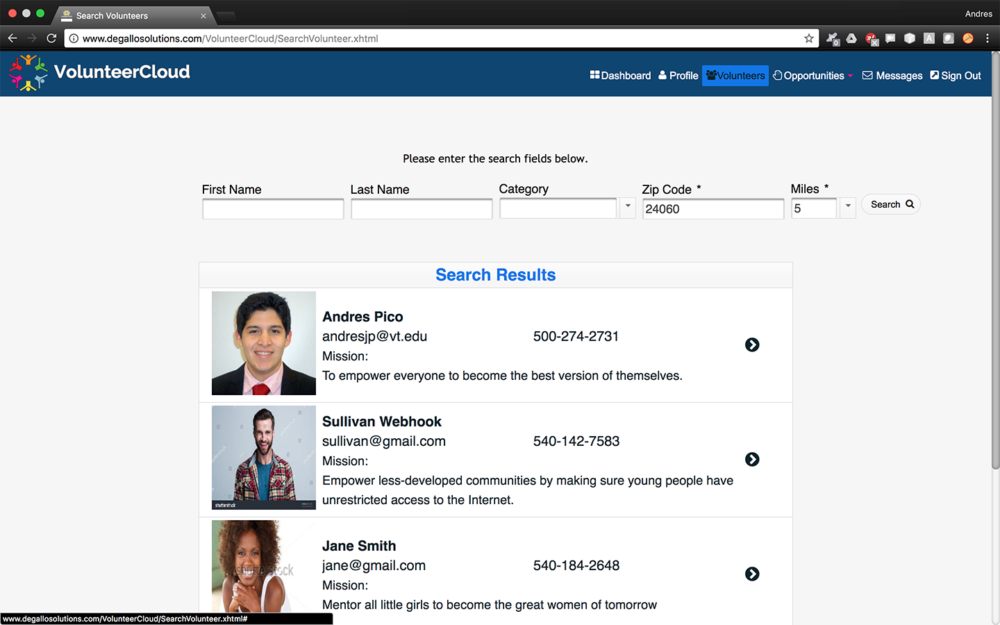 Search Volunteers
Andres
www.degallosolutions.com/VolunteerCloud/SearchVolunteer.xhtml
0
A
VolunteerCloud
Dashboard
Profile
Volunteers
Opportunities
Messages
Sign Out
Please enter the search fields below.
First Name
Last Name
Category
Zip Code *
Miles *
24060
5
Search
Search Results
Andres Pico
andresjp@vt.edu 500-274-2731
Mission:
To empower everyone to become the best version of themselves.
Sullivan Webhook
sullivan@gmail.com 540-142-7583
Mission:
Empower less-developed communities by making sure young people have
unrestricted access to the Internet.
shutterstock
Jane Smith
jane@gmail.com 540-184-2648
Mission:
Mentor all little girls to become the great women of tomorrow
shutterstock
www.degallosolutions.com/VolunteerCloud/SearchVolunteer.xhtml#